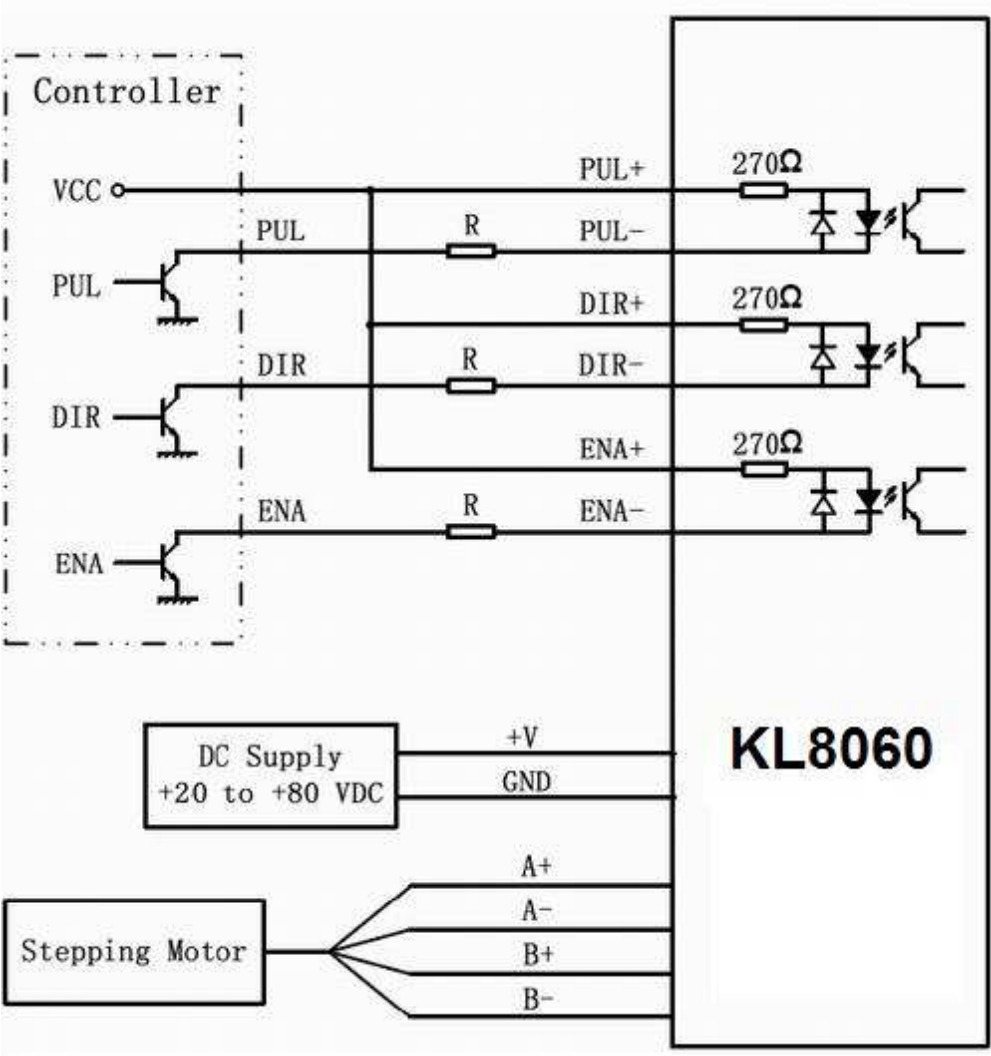 Controller
VCC
PUL+
270Ω
PUL
R
PUL-
PUL
DIR+
270Ω
DIR
R
DIR-
DIR
ENA+
270Ω
ENA
R
ENA-
ENA
DC Supply
+20 to +80 VDC
+V
GND
KL8060
Stepping Motor
A+
A-
B+
B-